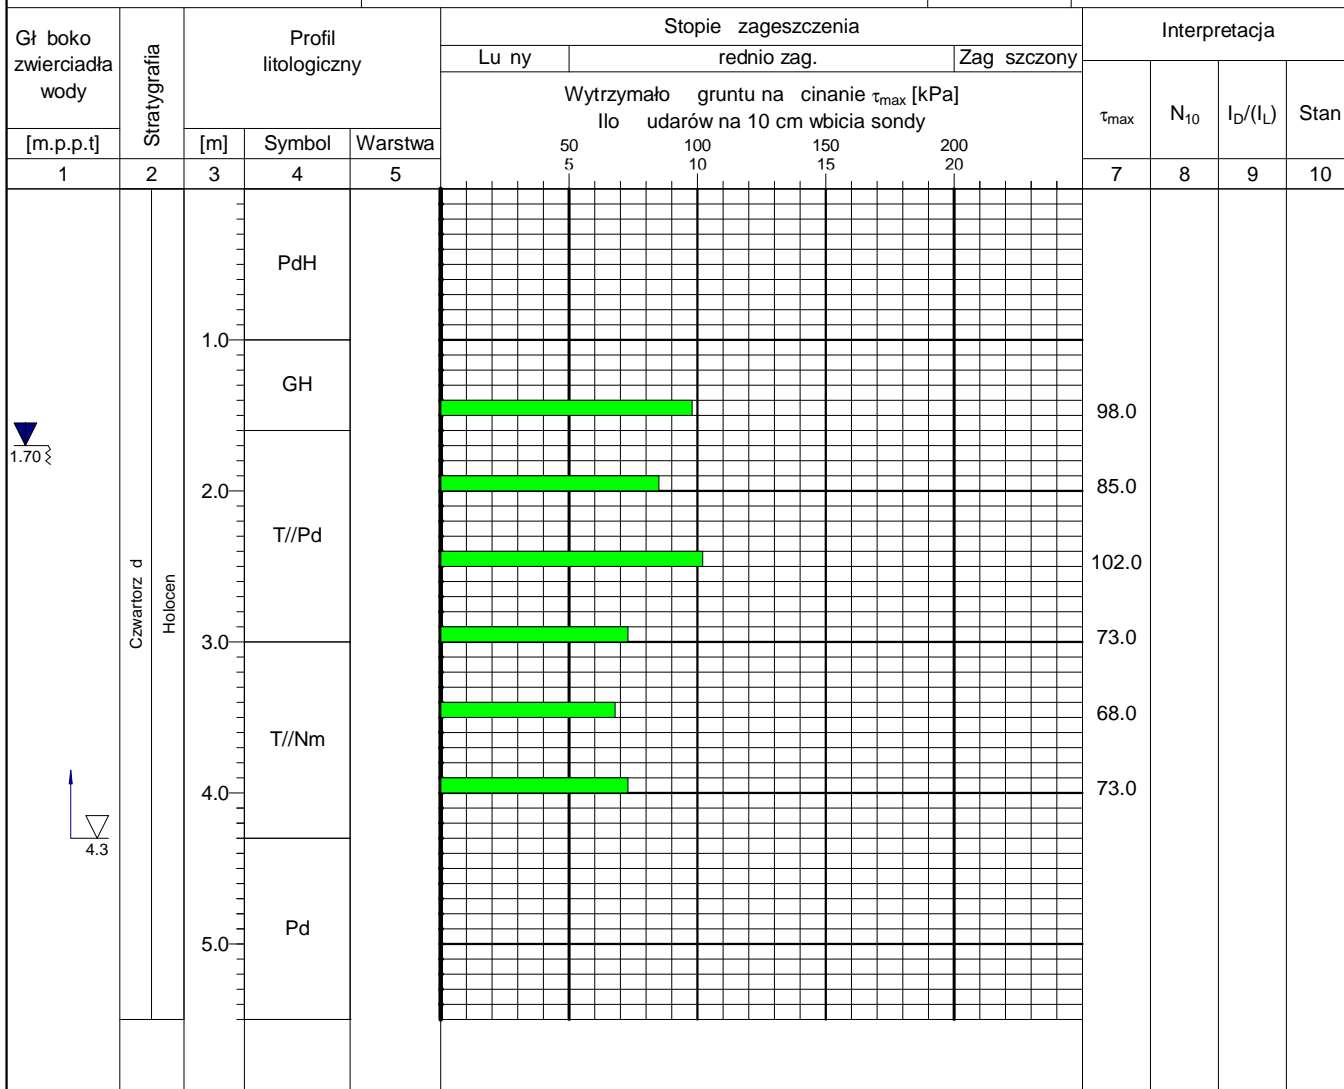 Gł boko
zwierciadła
wody
[m.p.p.t]
1
Stratygrafia
2
Profil
litologiczny
[m]
Symbol
Warstwa
3
4
5
Stopie zageszczenia
Lu ny
rednio zag.
Zag szczony
Wytrzymało gruntu na cinanie τmax [kPa]
Ilo udarów na 10 cm wbicia sondy
50
100
150
200
5
10
15
20
Interpretacja
τmax
N10
ID/(IL)
Stan
7
8
9
10
PdH
1.0
GH
98.0
1.70
2.0
85.0
T//Pd
102.0
Czwartorz d
Holocen
3.0
73.0
68.0
T//Nm
4.0
73.0
4.3
Pd
5.0